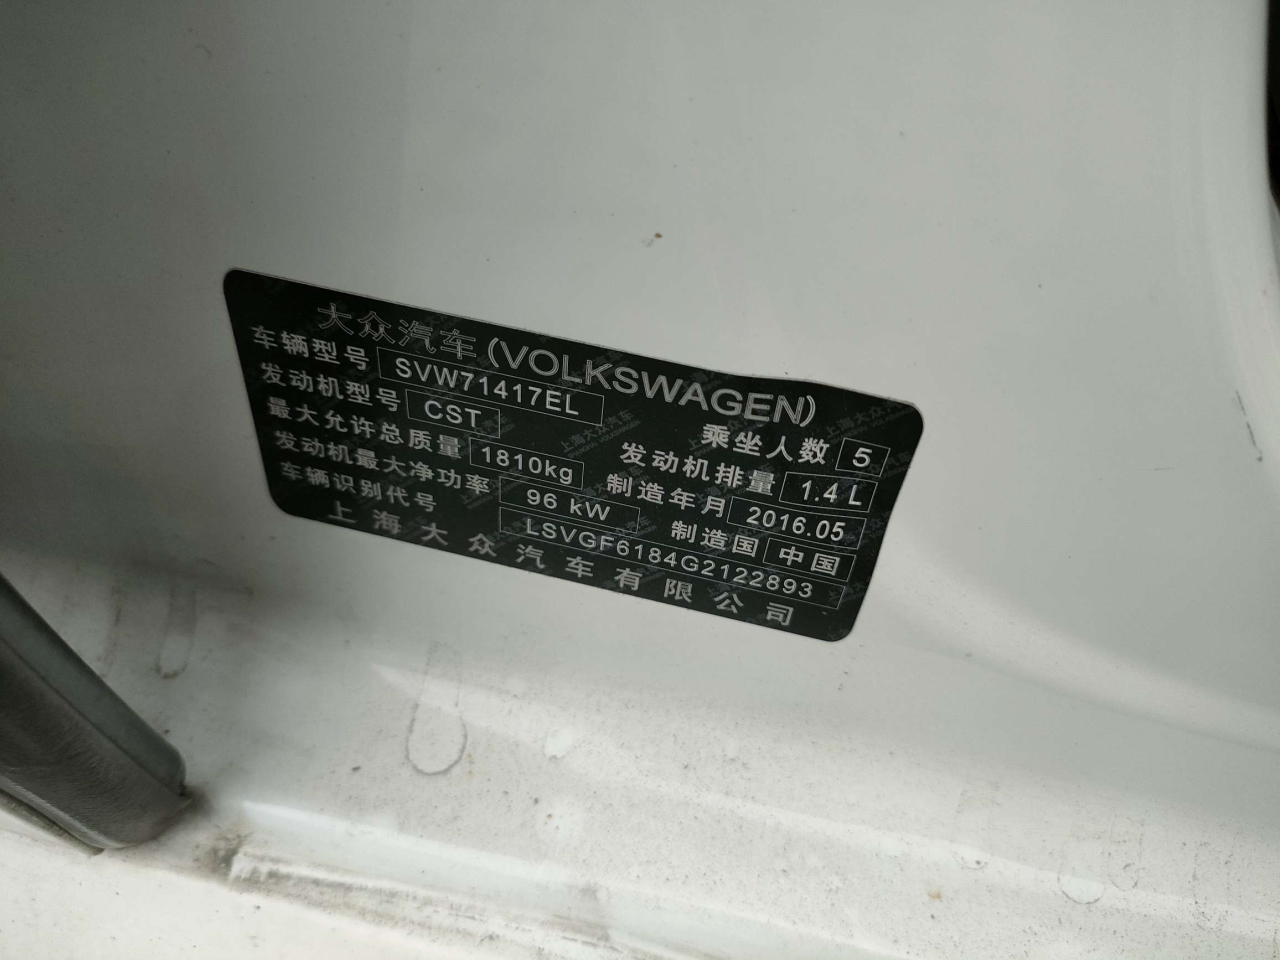 大众汽车(VOLKSWAGEN)
车辆型号 SVW71417EL 乘坐人数 5
发动机型号 CST 发动机排量 1.4 L
最大允许总质量 1810kg 制造年月 2016.05
发动机最大净功率 96 kW 制造国 中国
车辆识别代号 LSVGF6184G2122893
上海大众汽车有限公司